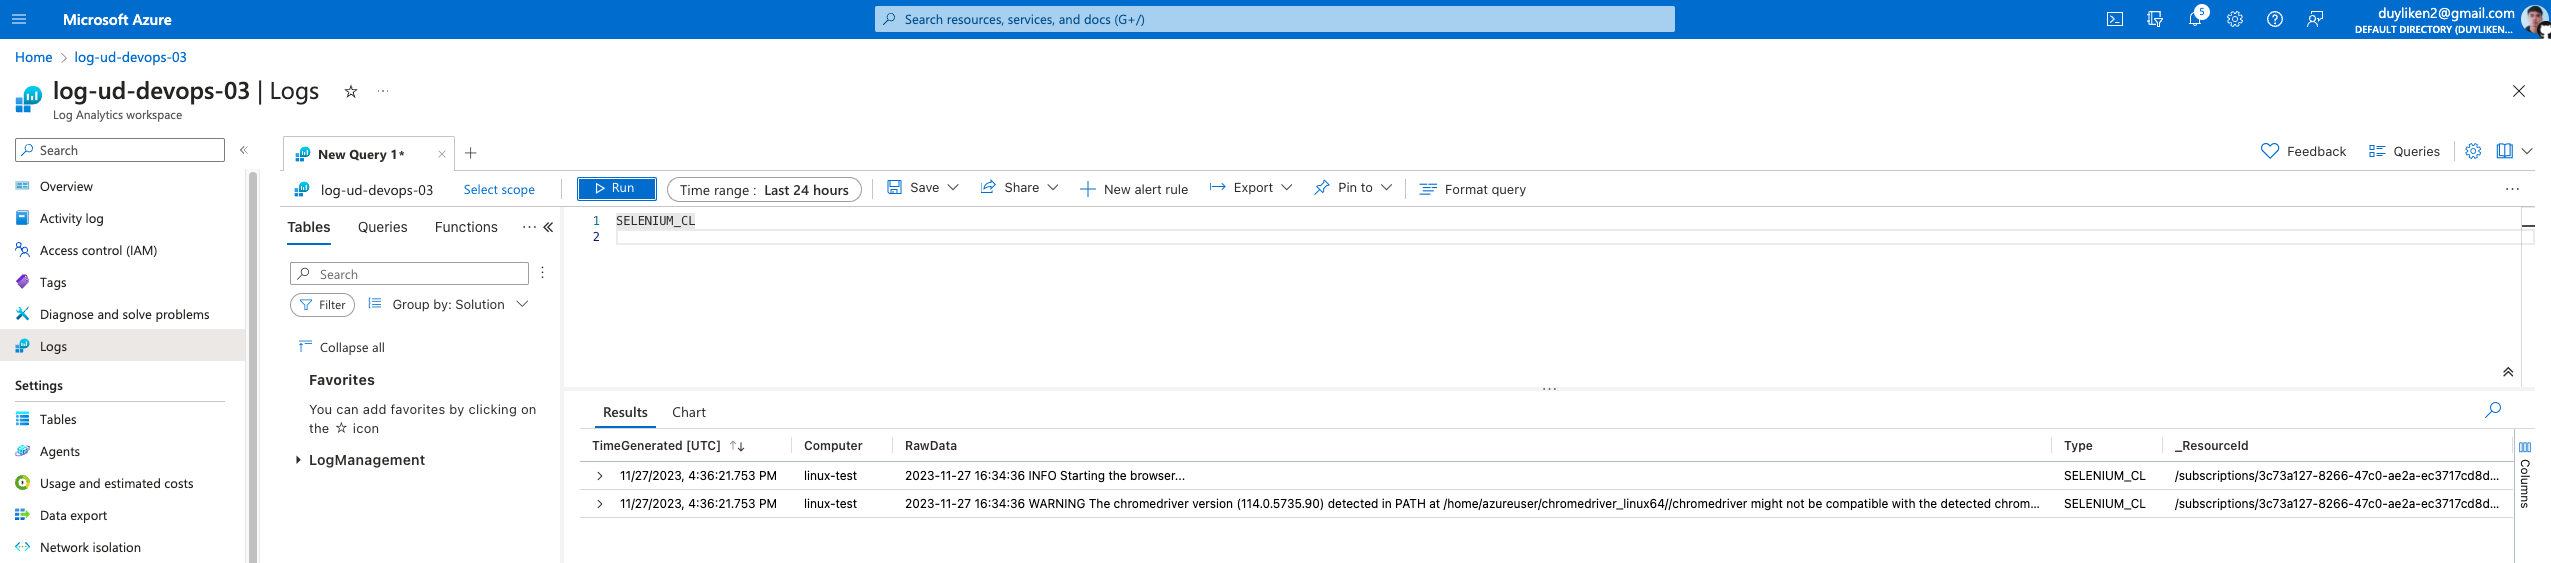 Microsoft Azure
Search resources, services, and docs (G+/)
5
duyliken2@gmail.com
DEFAULT DIRECTORY (DUYLIKEN...
Home > log-ud-devops-03
log-ud-devops-03 | Logs
Log Analytics workspace
Search
Overview
Activity log
Access control (IAM)
Tags
Diagnose and solve problems
Logs
Settings
Tables
Agents
Usage and estimated costs
Data export
Network isolation
New Query 1*
Feedback
Queries
log-ud-devops-03
Select scope
Run
Time range : Last 24 hours
Save
Share
New alert rule
Export
Pin to
Format query
Tables
Queries
Functions
Search
Filter
Group by: Solution
Collapse all
Favorites
You can add favorites by clicking on
the ☆ icon
LogManagement
1 SELENIUM_CL
2
Results
Chart
TimeGenerated [UTC] Computer RawData Type _ResourceId
11/27/2023, 4:36:21.753 PM linux-test 2023-11-27 16:34:36 INFO Starting the browser... SELENIUM_CL /subscriptions/3c73a127-8266-47c0-ae2a-ec3717cd8d...
11/27/2023, 4:36:21.753 PM linux-test 2023-11-27 16:34:36 WARNING The chromedriver version (114.0.5735.90) detected in PATH at /home/azureuser/chromedriver_linux64//chromedriver might not be compatible with the detected chrom... SELENIUM_CL /subscriptions/3c73a127-8266-47c0-ae2a-ec3717cd8d...
Columns